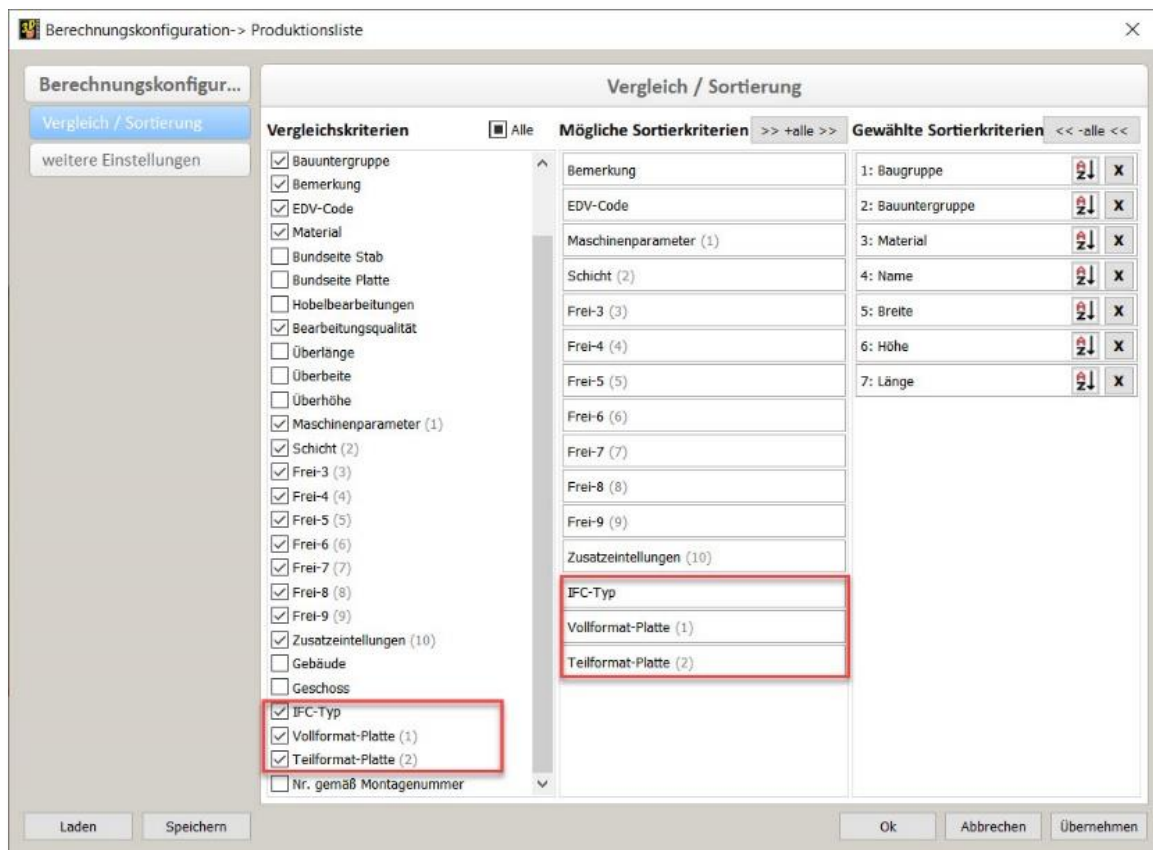 Berechnungskonfiguration-> Produktionsliste
Berechnungskonfigur...
Vergleich / Sortierung
weitere Einstellungen
Vergleich / Sortierung
Vergleichskriterien
Alle
Bauuntergruppe
Bemerkung
EDV-Code
Material
Bundseite Stab
Bundseite Platte
Hobelbearbeitungen
Bearbeitungsqualität
Überlänge
Überbeite
Überhöhe
Maschinenparameter (1)
Schicht (2)
Frei-3 (3)
Frei-4 (4)
Frei-5 (5)
Frei-6 (6)
Frei-7 (7)
Frei-8 (8)
Frei-9 (9)
Zusatzeintellungen (10)
Gebäude
Geschoss
IFC-Typ
Vollformat-Platte (1)
Teilformat-Platte (2)
Nr. gemäß Montagenummer
Mögliche Sortierkriterien
>> +alle >>
Bemerkung
EDV-Code
Maschinenparameter (1)
Schicht (2)
Frei-3 (3)
Frei-4 (4)
Frei-5 (5)
Frei-6 (6)
Frei-7 (7)
Frei-8 (8)
Frei-9 (9)
Zusatzeintellungen (10)
IFC-Typ
Vollformat-Platte (1)
Teilformat-Platte (2)
Gewählte Sortierkriterien
<< -alle <<
1: Baugruppe
2: Bauuntergruppe
3: Material
4: Name
5: Breite
6: Höhe
7: Länge
Laden
Speichern
Ok
Abbrechen
Übernehmen